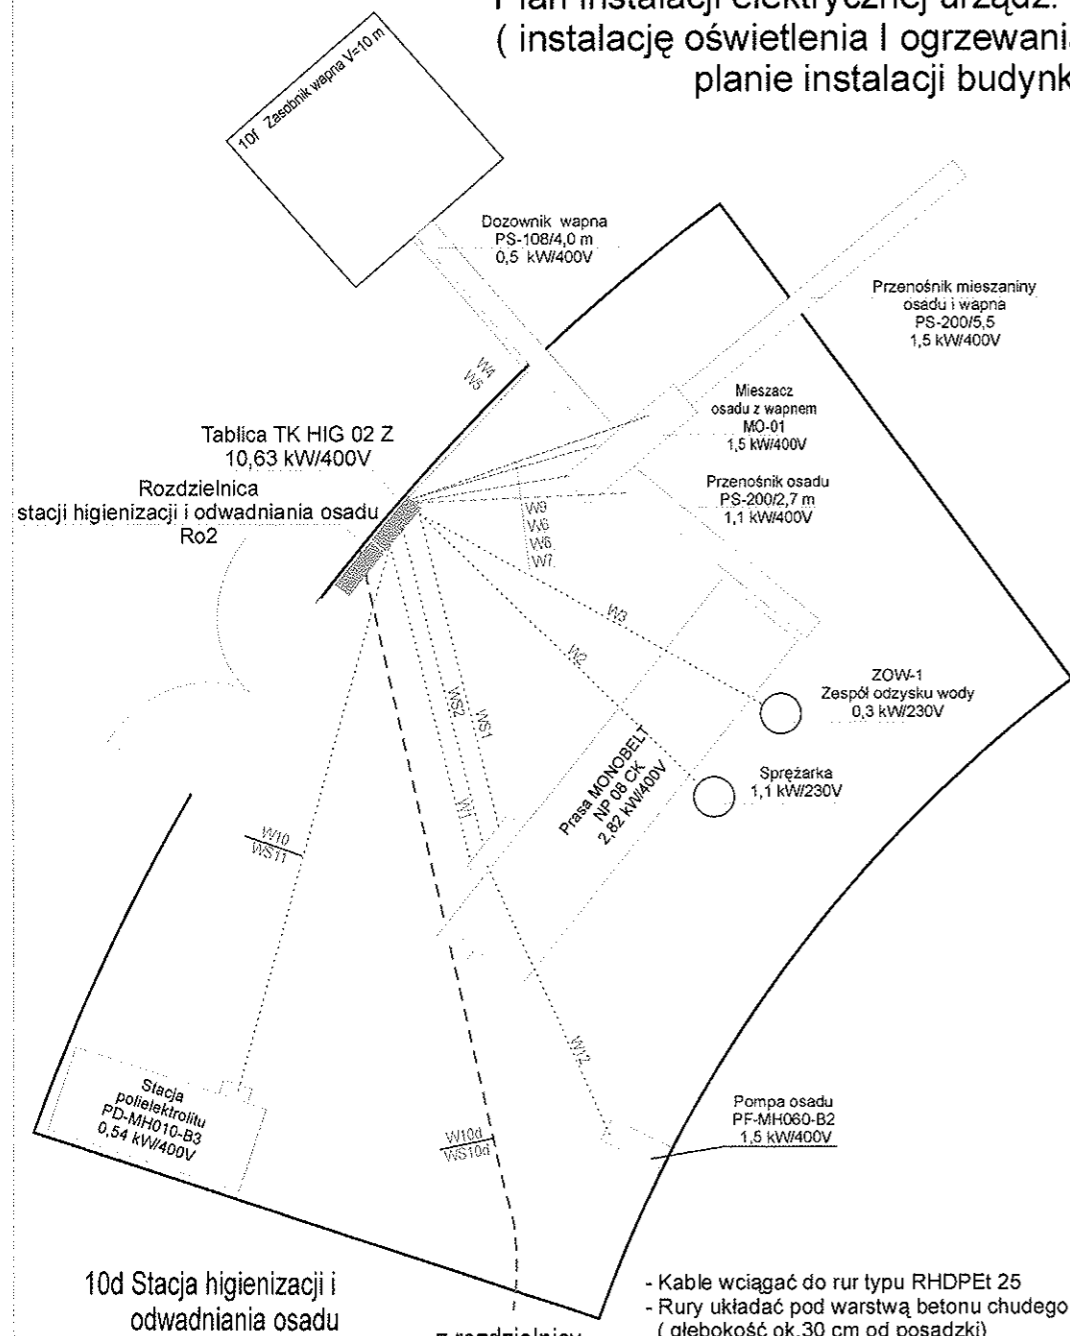 Plan instalacji elektrycznej urządz.
( instalację oświetlenia I ogrzewania
planie instalacji budynk
10f Zasobnik wapna V=10 m
Dozownik wapna
PS-108/4,0 m
0,5 kW/400V
Przenośnik mieszaniny
osadu i wapna
PS-200/5,5
1,5 kW/400V
W4
W5
Mieszacz
osadu z wapnem
MO-01
1,5 kW/400V
Tablica TK HIG 02 Z
10,63 kW/400V
Przenośnik osadu
PS-200/2,7 m
1,1 kW/400V
Rozdzielnica
stacji higienizacji i odwadniania osadu
Ro2
W9
W6
W6
W7
W3
W2
ZOW-1
Zespół odzysku wody
0,3 kW/230V
WS2
WS1
Prasa MONOBELT
NP 08 CK
2,82 kW/400V
Sprężarka
1,1 kW/230V
W1
W10
WS11
W12
Stacja
polielektrolitu
PD-MH010-B3
0,54 kW/400V
Pompa osadu
PF-MH060-B2
1,5 kW/400V
W10d
WS10d
10d Stacja higienizacji i
odwadniania osadu
- Kable wciągać do rur typu RHDPEt 25
- Rury układać pod warstwą betonu chudego
( głębokość ok.30 cm od posadzki)
z rozdzielnicy